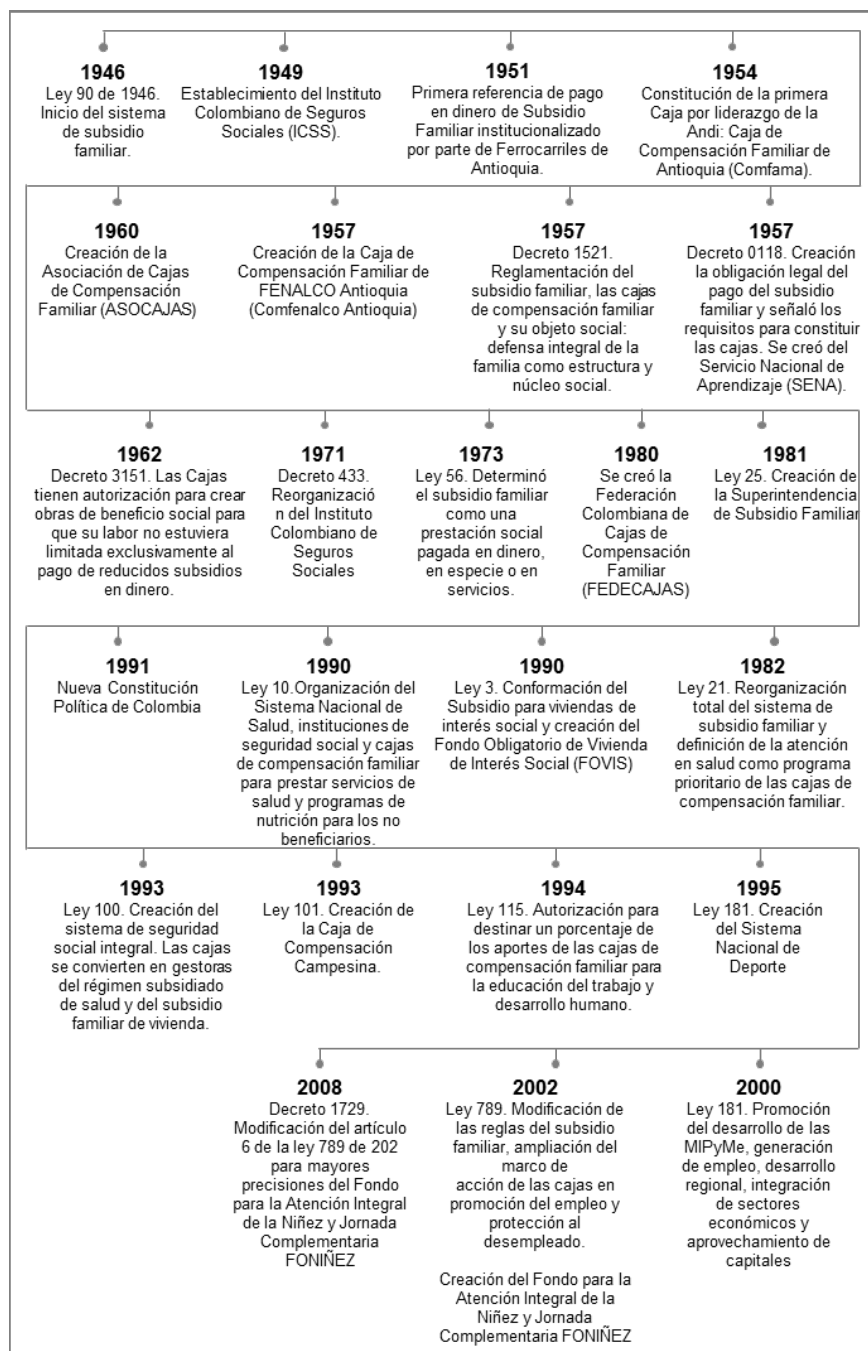 1946
Ley 90 de 1946.
Inicio del sistema
de subsidio
familiar.
1949
Establecimiento del Instituto
Colombiano de Seguros
Sociales (ICSS).
1951
Primera referencia de pago
en dinero de Subsidio
Familiar institucionalizado
por parte de Ferrocarriles de
Antioquia.
1954
Constitución de la primera
Caja por liderazgo de la
Andi: Caja de
Compensación Familiar de
Antioquia (Comfama).
1960
Creación de la
Asociación de Cajas
de Compensación
Familiar (ASOCAJAS)
1957
Creación de la Caja de
Compensación Familiar de
FENALCO Antioquia
(Comfenalco Antioquia)
1957
Decreto 1521.
Reglamentación del
subsidio familiar, las cajas
de compensación familiar
y su objeto social:
defensa integral de la
familia como estructura y
núcleo social.
1957
Decreto 0118. Creación
la obligación legal del
pago del subsidio
familiar y señaló los
requisitos para constituir
las cajas. Se creó del
Servicio Nacional de
Aprendizaje (SENA).
1962
Decreto 3151. Las Cajas
tienen autorización para crear
obras de beneficio social para
que su labor no estuviera
limitada exclusivamente al
pago de reducidos subsidios
en dinero.
1971
Decreto 433.
Reorganizació
n del Instituto
Colombiano de
Seguros
Sociales
1973
Ley 56. Determinó
el subsidio familiar
como una
prestación social
pagada en dinero,
en especie o en
servicios.
1980
Se creó la
Federación
Colombiana de
Cajas de
Compensación
Familiar
(FEDECAJAS)
1981
Ley 25. Creación de
la Superintendencia
de Subsidio Familiar
1991
Nueva Constitución
Política de Colombia
1990
Ley 10.Organización del
Sistema Nacional de
Salud, instituciones de
seguridad social y cajas
de compensación familiar
para prestar servicios de
salud y programas de
nutrición para los no
beneficiarios.
1990
Ley 3. Conformación del
Subsidio para viviendas de
interés social y creación del
Fondo Obligatorio de Vivienda
de Interés Social (FOVIS)
1982
Ley 21. Reorganización
total del sistema de
subsidio familiar y
definición de la atención
en salud como programa
prioritario de las cajas de
compensación familiar.
1993
Ley 100. Creación del
sistema de seguridad
social integral. Las cajas
se convierten en gestoras
del régimen subsidiado
de salud y del subsidio
familiar de vivienda.
1993
Ley 101. Creación de
la Caja de
Compensación
Campesina.
1994
Ley 115. Autorización para
destinar un porcentaje de
los aportes de las cajas de
compensación familiar para
la educación del trabajo y
desarrollo humano.
1995
Ley 181. Creación
del Sistema
Nacional de
Deporte
2008
Decreto 1729.
Modificación del artículo
6 de la ley 789 de 202
para mayores
precisiones del Fondo
para la Atención Integral
de la Niñez y Jornada
Complementaria
FONIÑEZ
2002
Ley 789. Modificación de
las reglas del subsidio
familiar, ampliación del
marco de
acción de las cajas en
promoción del empleo y
protección al
desempleado.
Creación del Fondo para la
Atención Integral de la
Niñez y Jornada
Complementaria FONIÑEZ
2000
Ley 181. Promoción
del desarrollo de las
MIPyMe, generación
de empleo, desarrollo
regional, integración
de sectores
económicos y
aprovechamiento de
capitales